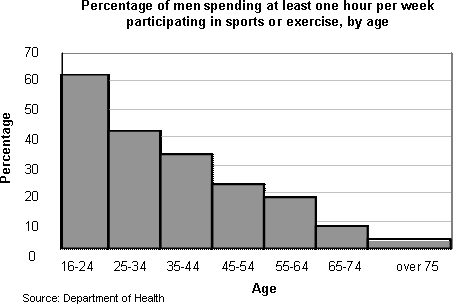 Percentage of men spending at least one hour per week
participating in sports or exercise, by age
70
60
50
40
30
20
10
0
Percentage
16-24 25-34 35-44 45-54 55-64 65-74 over 75
Age
Source: Department of Health